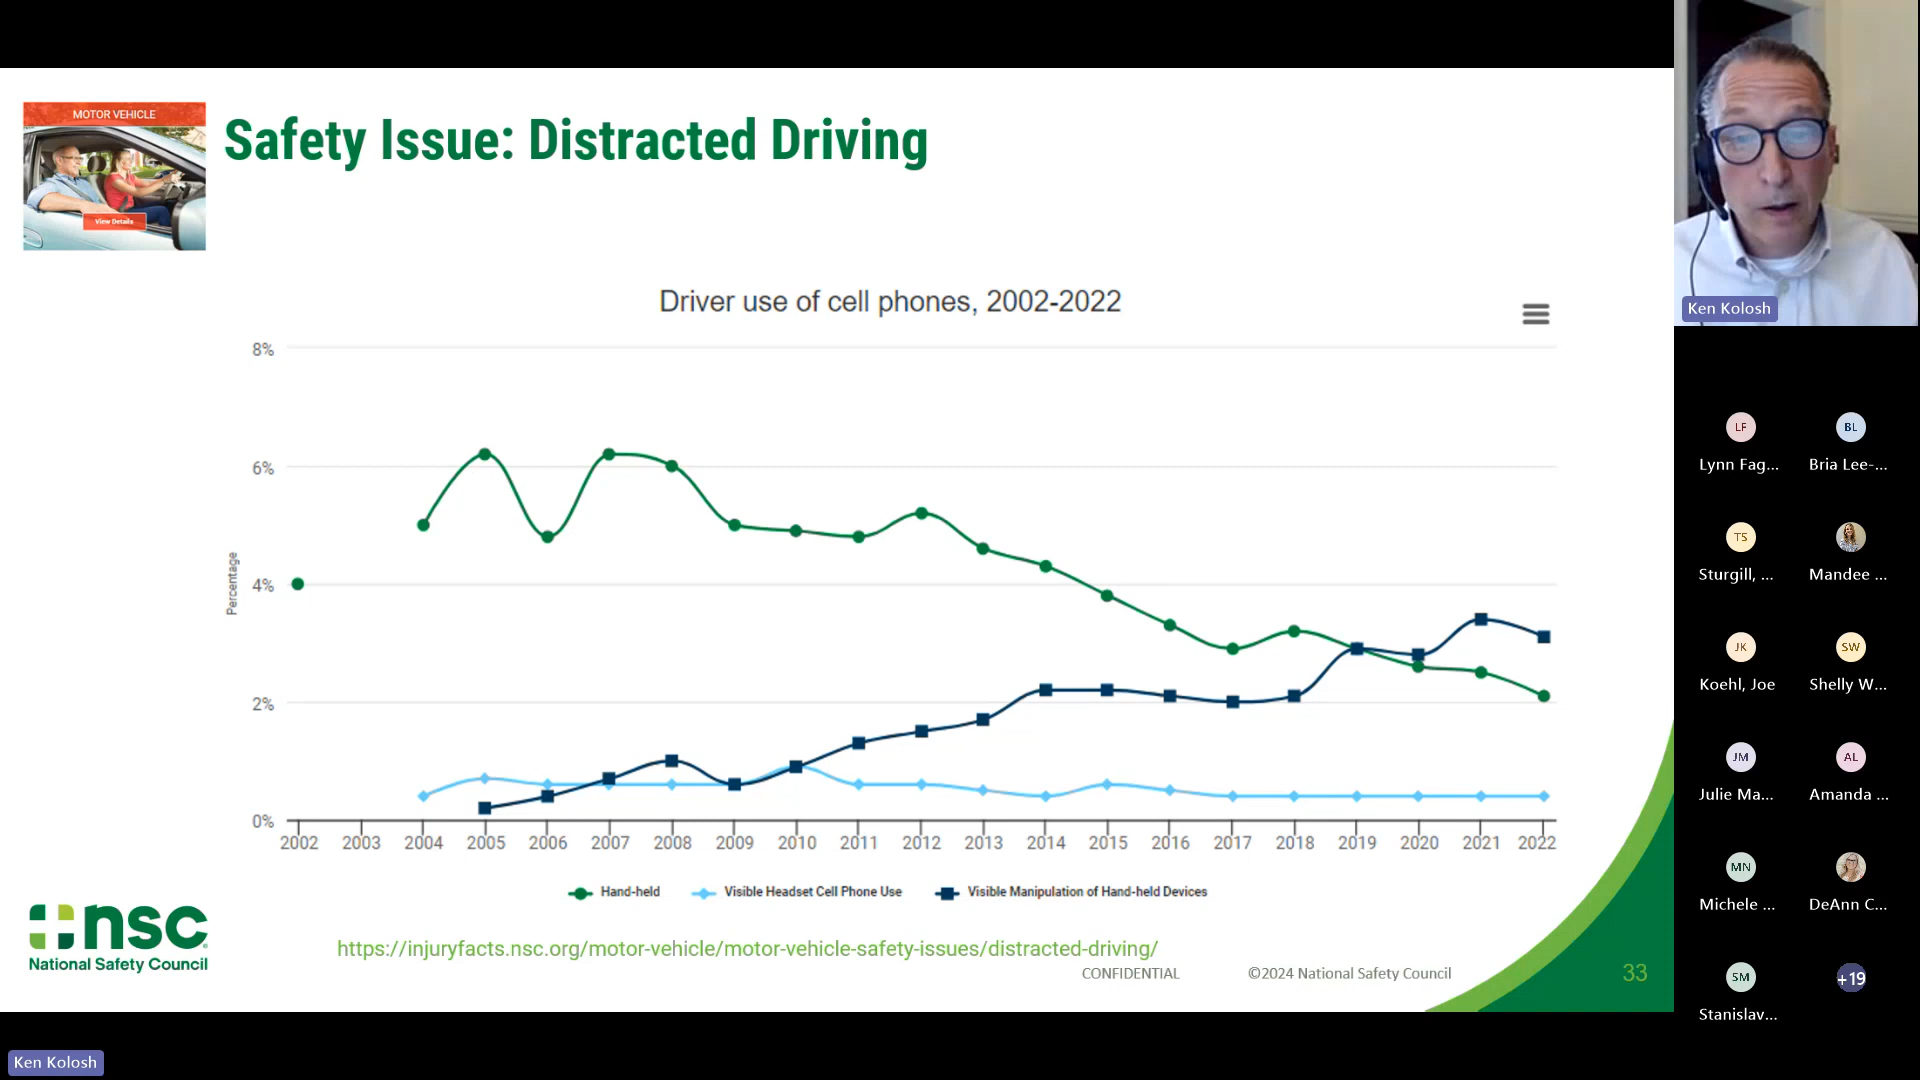 MOTOR VEHICLE
View Details
Safety Issue: Distracted Driving
Driver use of cell phones, 2002-2022
8%
6%
4%
2%
0%
Percentage
2002 2003 2004 2005 2006 2007 2008 2009 2010 2011 2012 2013 2014 2015 2016 2017 2018 2019 2020 2021 2022
Hand-held Visible Headset Cell Phone Use Visible Manipulation of Hand-held Devices
nsc
National Safety Council
https://injuryfacts.nsc.org/motor-vehicle/motor-vehicle-safety-issues/distracted-driving/
CONFIDENTIAL ©2024 National Safety Council 33
Ken Kolosh
Ken Kolosh
LF BL
Lynn Fag... Bria Lee-...
TS
Sturgill, ... Mandee ...
JK SW
Koehl, Joe Shelly W...
JM AL
Julie Ma... Amanda ...
MN
Michele ... DeAnn C...
SM +19
Stanislav...